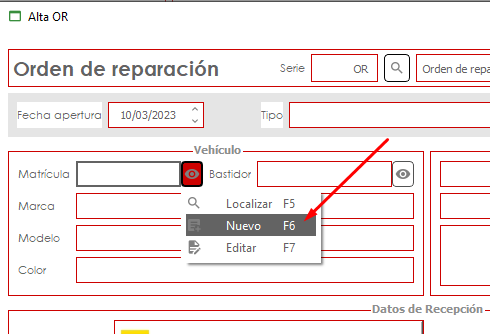 Alta OR
Orden de reparación Serie OR Orden de repa
Fecha apertura 10/03/2023 Tipo
Vehículo
Matrícula Bastidor
Localizar F5
Marca
Nuevo F6
Modelo
Editar F7
Color
Datos de Recepción